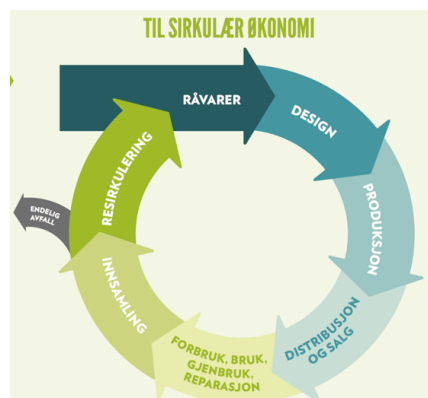 TIL SIRKULÆR ØKONOMI
RÅVARER
DESIGN
PRODUKSJON
DISTRIBUSJON
OG SALG
FORBRUK, BRUK,
GJENBRUK,
REPARASJON
INNSAMLING
RESIRKULERING
ENDELIG
AVFALL